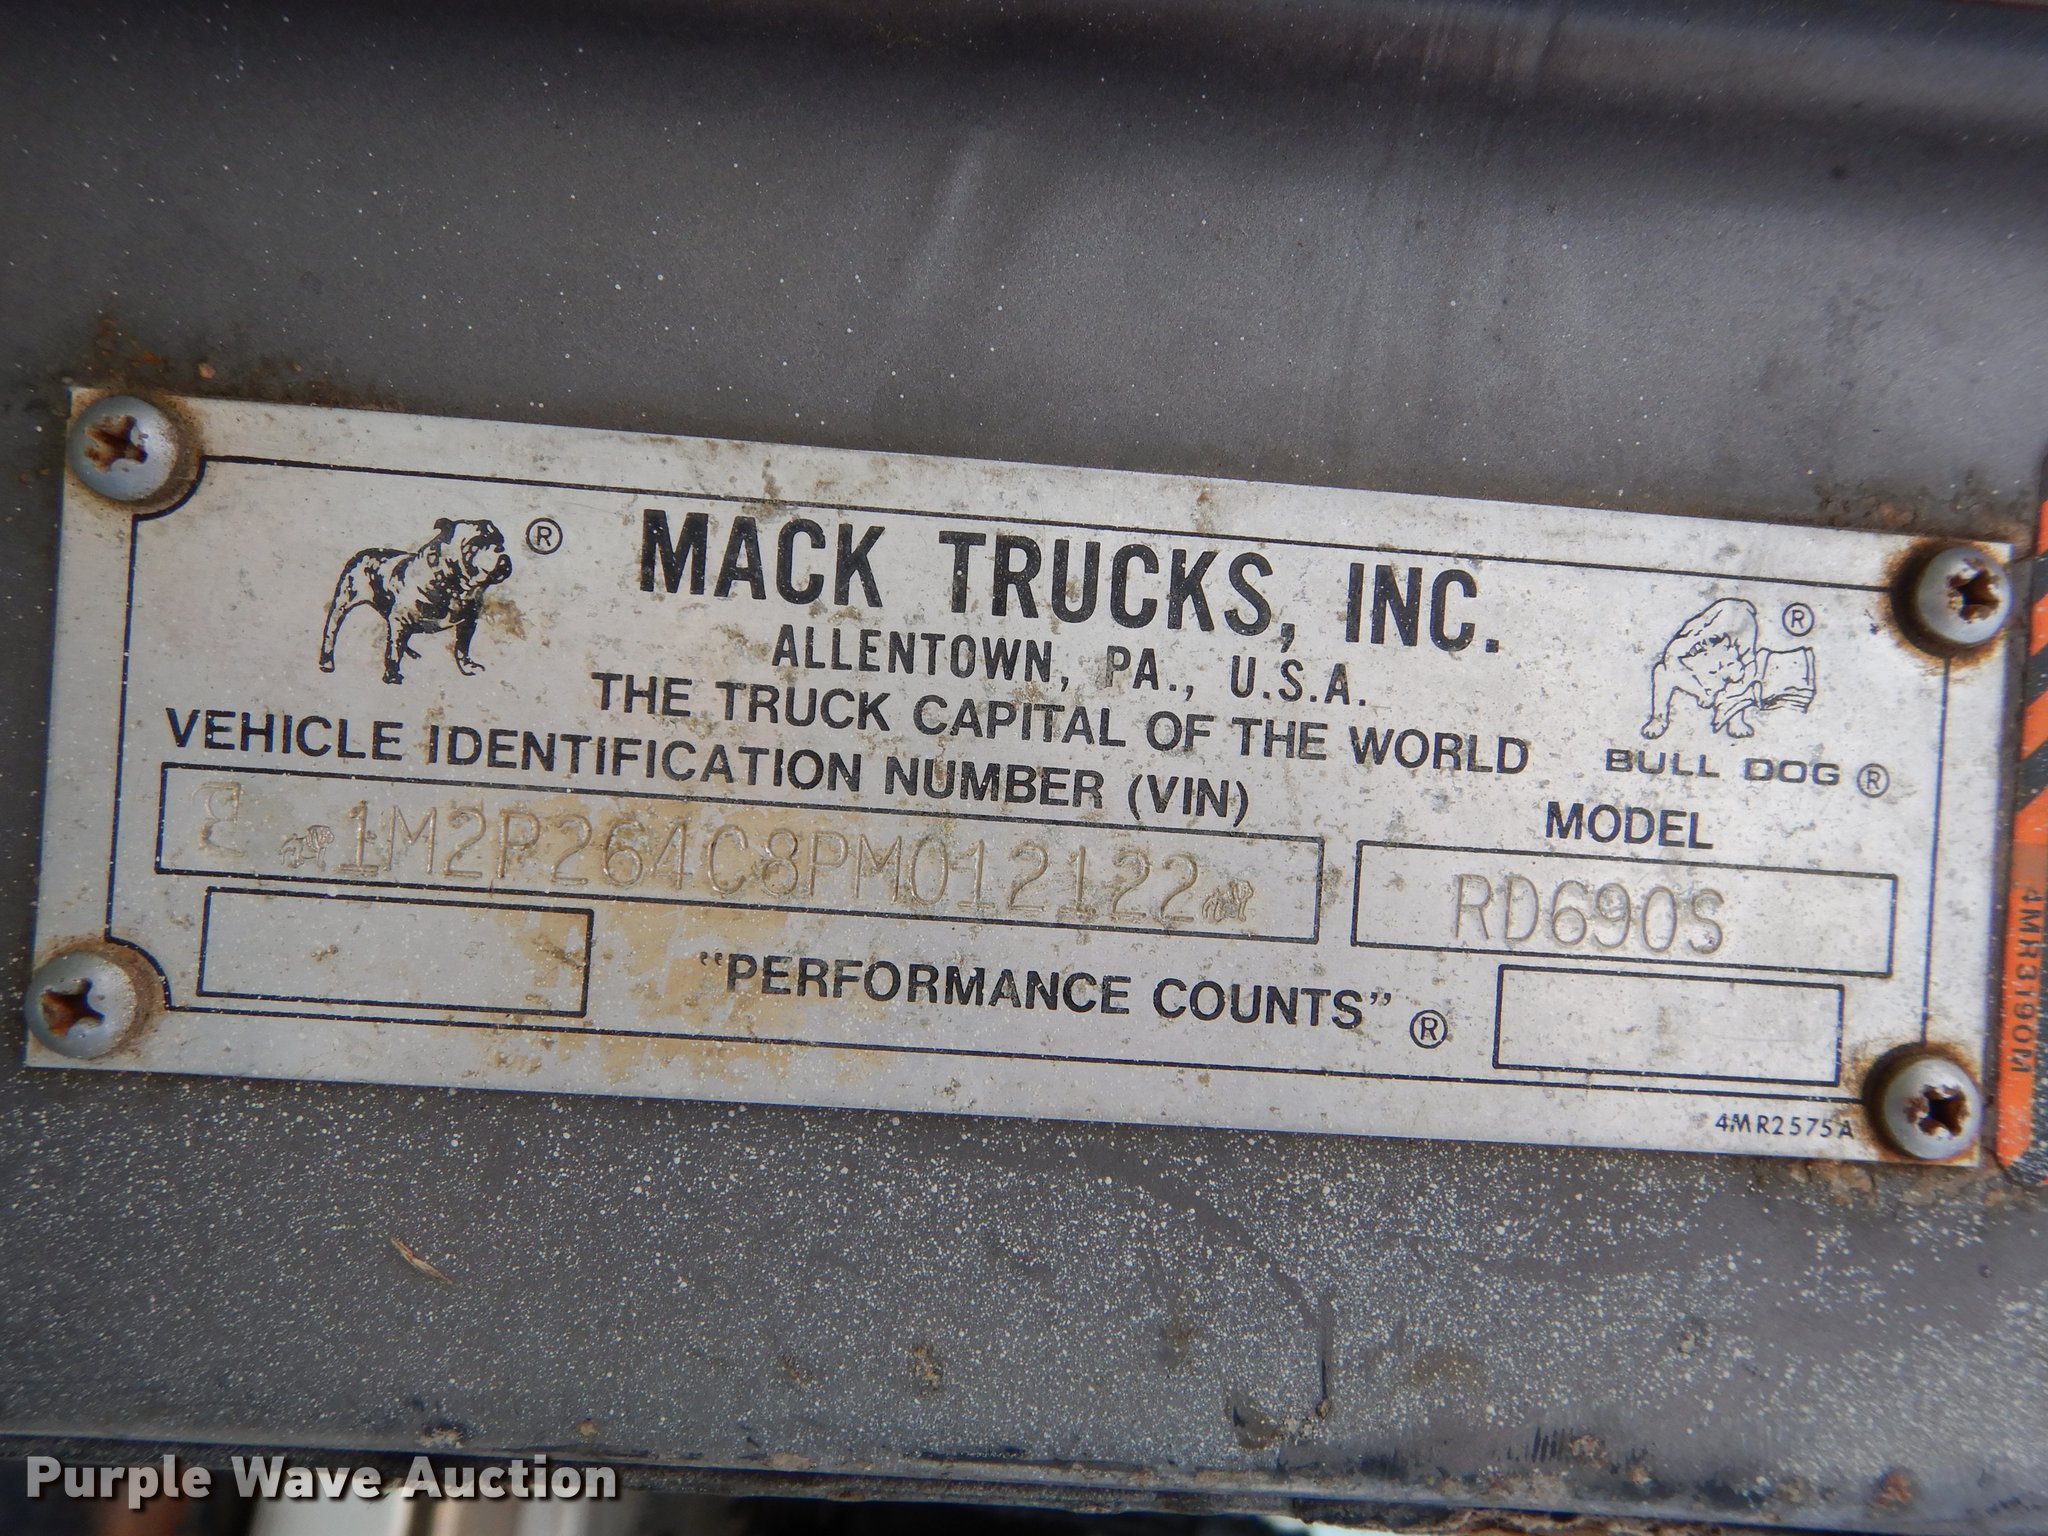 ® MACK TRUCKS, INC. ®
ALLENTOWN, PA., U.S.A.
THE TRUCK CAPITAL OF THE WORLD
BULL DOG ®
VEHICLE IDENTIFICATION NUMBER (VIN)
MODEL
1M2P264C8PM012122
RD690S
"PERFORMANCE COUNTS" ®
4MR2575A
4MR3190M
Purple Wave Auction